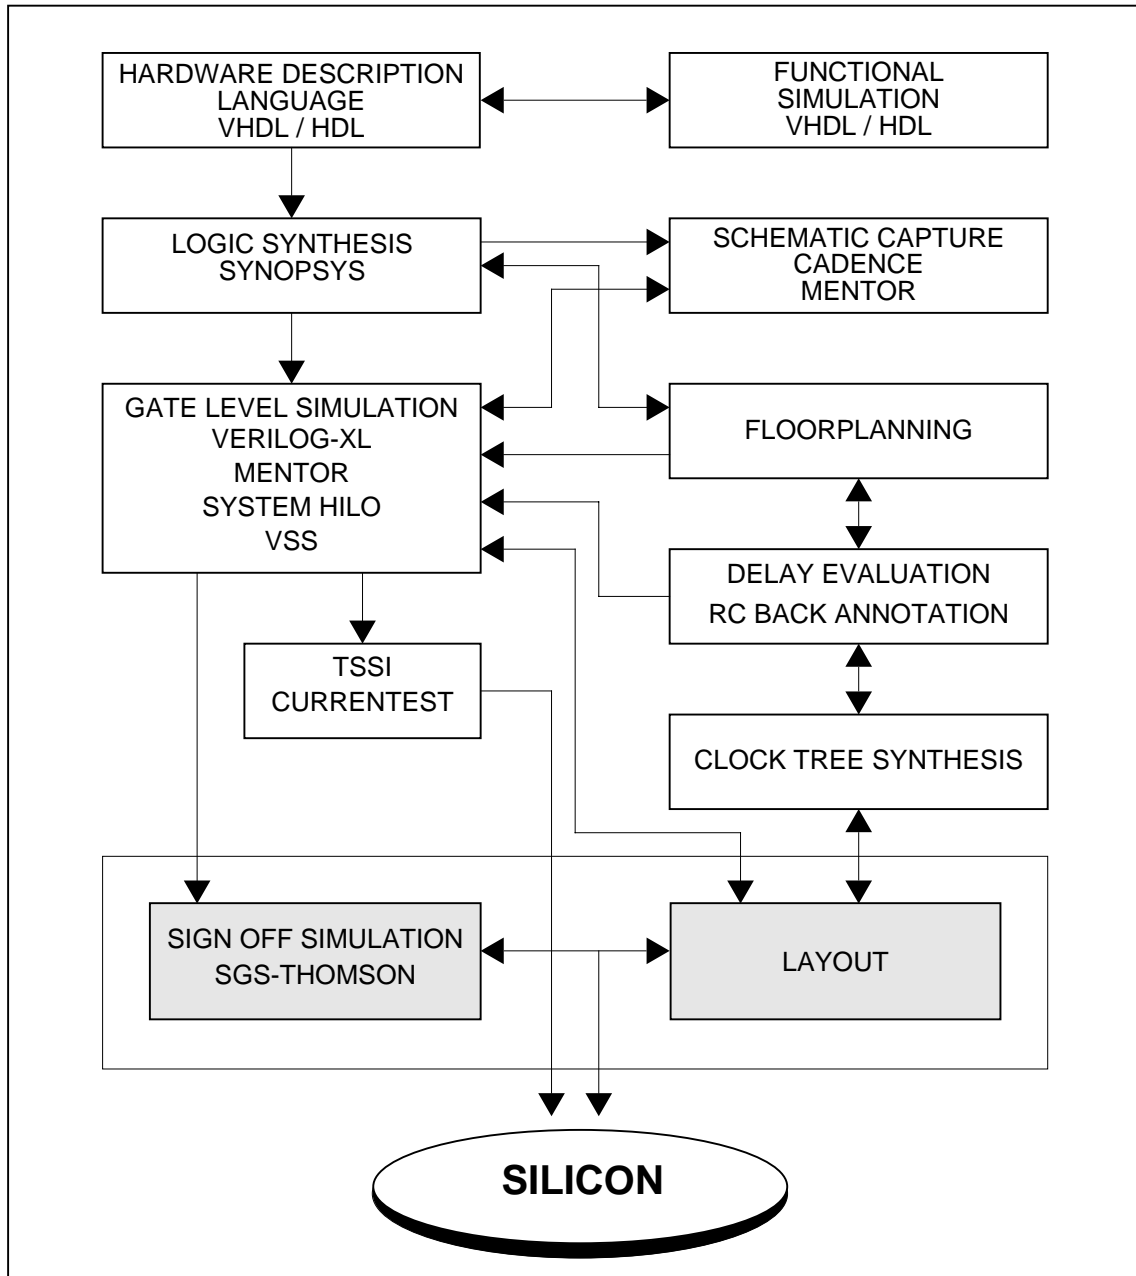 HARDWARE DESCRIPTION
LANGUAGE
VHDL / HDL
FUNCTIONAL
SIMULATION
VHDL / HDL
LOGIC SYNTHESIS
SYNOPSYS
SCHEMATIC CAPTURE
CADENCE
MENTOR
GATE LEVEL SIMULATION
VERILOG-XL
MENTOR
SYSTEM HILO
VSS
FLOORPLANNING
DELAY EVALUATION
RC BACK ANNOTATION
TSSI
CURRENTEST
CLOCK TREE SYNTHESIS
SIGN OFF SIMULATION
SGS-THOMSON
LAYOUT
SILICON